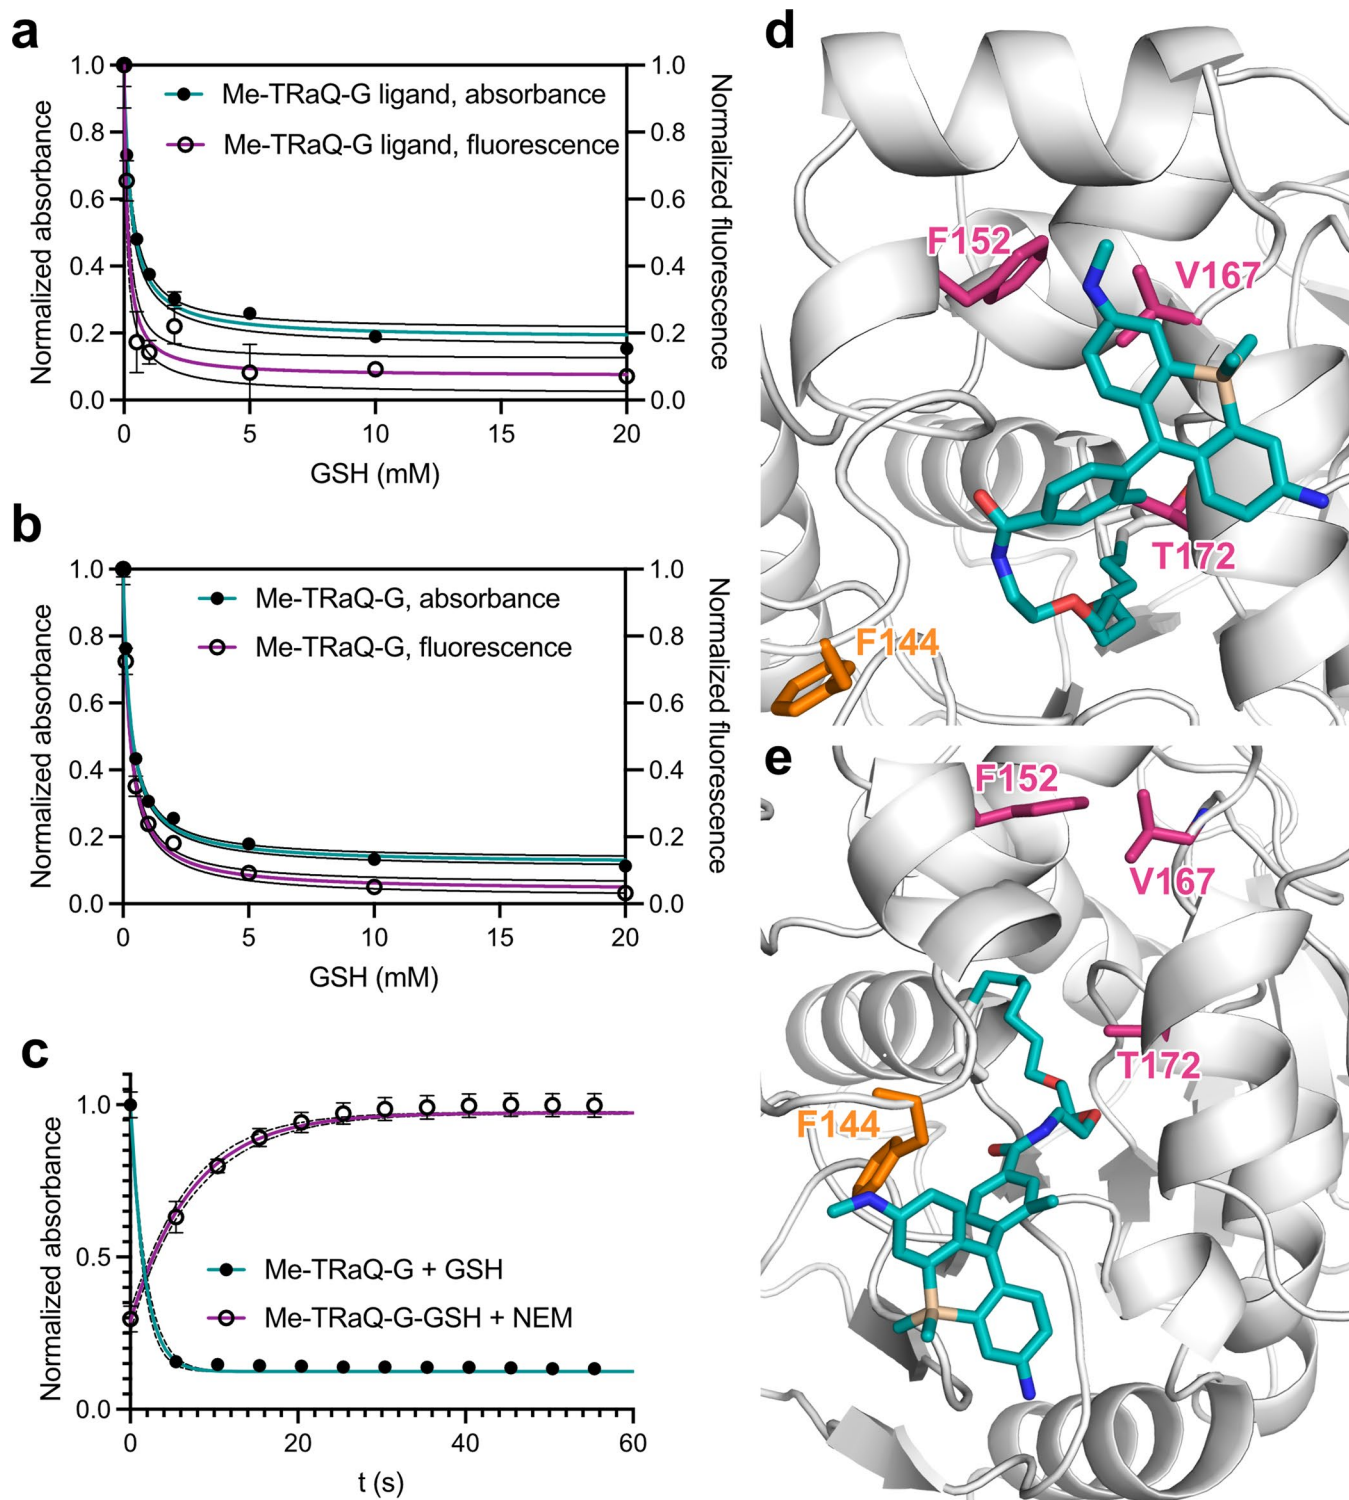 a
1.0
0.8
0.6
0.4
0.2
0.0
Normalized absorbance
Me-TRaQ-G ligand, absorbance
Me-TRaQ-G ligand, fluorescence
1.0
0.8
0.6
0.4
0.2
0.0
Normalized fluorescence
0 5 10 15 20
GSH (mM)
b
1.0
0.8
0.6
0.4
0.2
0.0
Normalized absorbance
Me-TRaQ-G, absorbance
Me-TRaQ-G, fluorescence
1.0
0.8
0.6
0.4
0.2
0.0
Normalized fluorescence
0 5 10 15 20
GSH (mM)
c
1.0
0.5
0.0
Normalized absorbance
Me-TRaQ-G + GSH
Me-TRaQ-G-GSH + NEM
0 20 40 60
t (s)
d
F152
V167
T172
F144
e
F152
V167
T172
F144